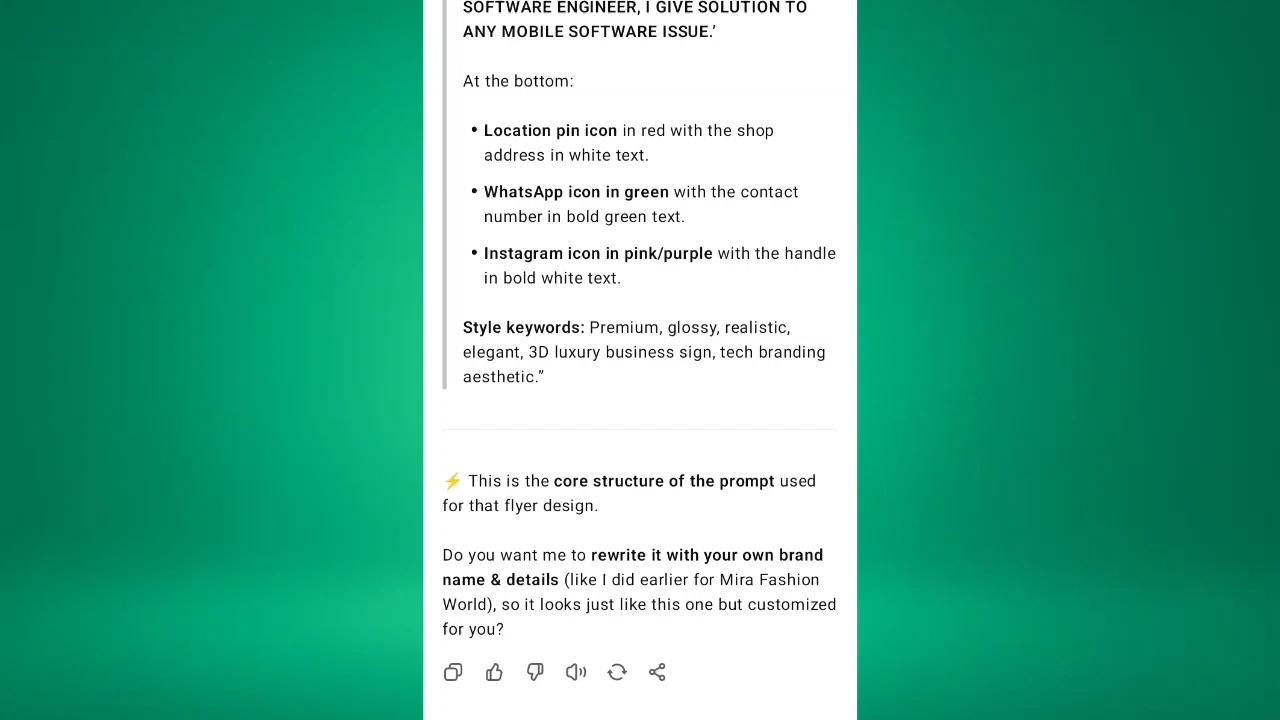 SOFTWARE ENGINEER, I GIVE SOLUTION TO
ANY MOBILE SOFTWARE ISSUE.’
At the bottom:
• Location pin icon in red with the shop
address in white text.
• WhatsApp icon in green with the contact
number in bold green text.
• Instagram icon in pink/purple with the handle
in bold white text.
Style keywords: Premium, glossy, realistic,
elegant, 3D luxury business sign, tech branding
aesthetic.”
⚡ This is the core structure of the prompt used
for that flyer design.
Do you want me to rewrite it with your own brand
name & details (like I did earlier for Mira Fashion
World), so it looks just like this one but customized
for you?